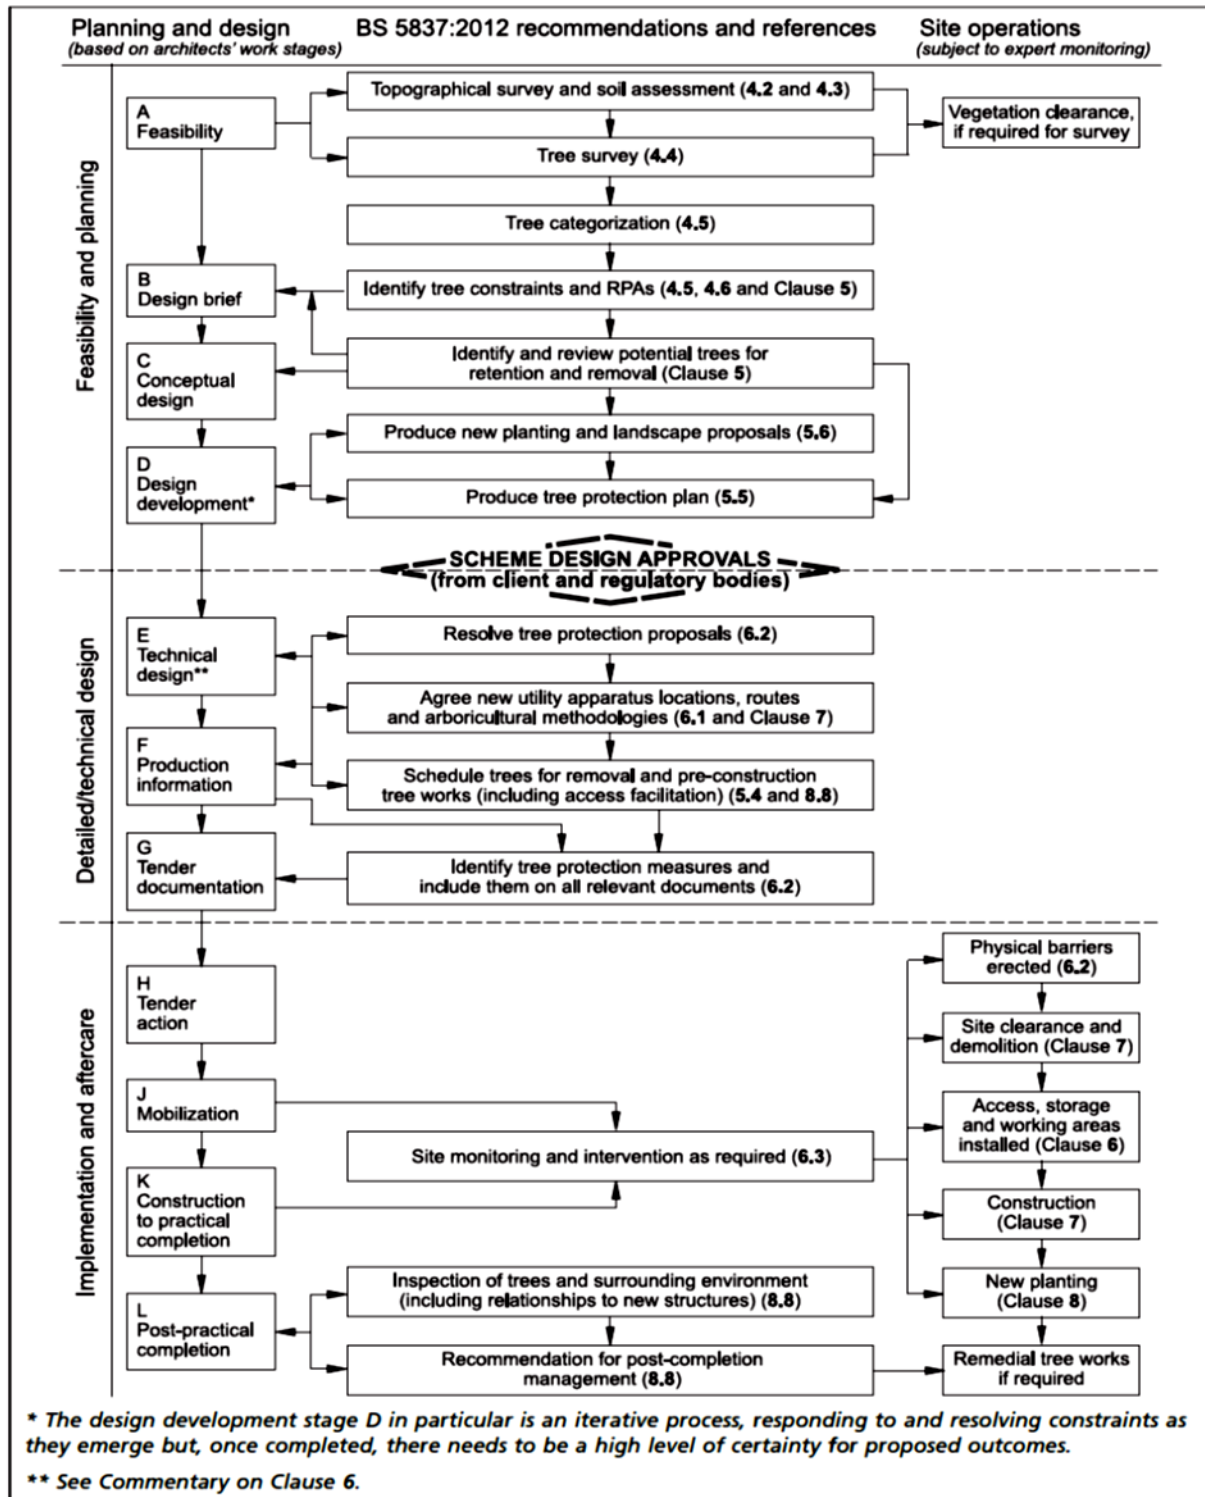 Planning and design
(based on architects' work stages)
BS 5837:2012 recommendations and references
Site operations
(subject to expert monitoring)
Feasibility and planning
A
Feasibility
Topographical survey and soil assessment (4.2 and 4.3)
Vegetation clearance,
if required for survey
Tree survey (4.4)
Tree categorization (4.5)
B
Design brief
Identify tree constraints and RPAs (4.5, 4.6 and Clause 5)
C
Conceptual
design
Identify and review potential trees for
retention and removal (Clause 5)
Produce new planting and landscape proposals (5.6)
D
Design
development*
Produce tree protection plan (5.5)
SCHEME DESIGN APPROVALS
(from client and regulatory bodies)
Detailed/technical design
E
Technical
design**
Resolve tree protection proposals (6.2)
Agree new utility apparatus locations, routes
and arboricultural methodologies (6.1 and Clause 7)
F
Production
information
Schedule trees for removal and pre-construction
tree works (including access facilitation) (5.4 and 8.8)
G
Tender
documentation
Identify tree protection measures and
include them on all relevant documents (6.2)
Implementation and aftercare
H
Tender
action
Physical barriers
erected (6.2)
Site clearance and
demolition (Clause 7)
J
Mobilization
Access, storage
and working areas
installed (Clause 6)
Site monitoring and intervention as required (6.3)
K
Construction
to practical
completion
Construction
(Clause 7)
New planting
(Clause 8)
L
Post-practical
completion
Inspection of trees and surrounding environment
(including relationships to new structures) (8.8)
Recommendation for post-completion
management (8.8)
Remedial tree works
if required
* The design development stage D in particular is an iterative process, responding to and resolving constraints as
they emerge but, once completed, there needs to be a high level of certainty for proposed outcomes.
** See Commentary on Clause 6.